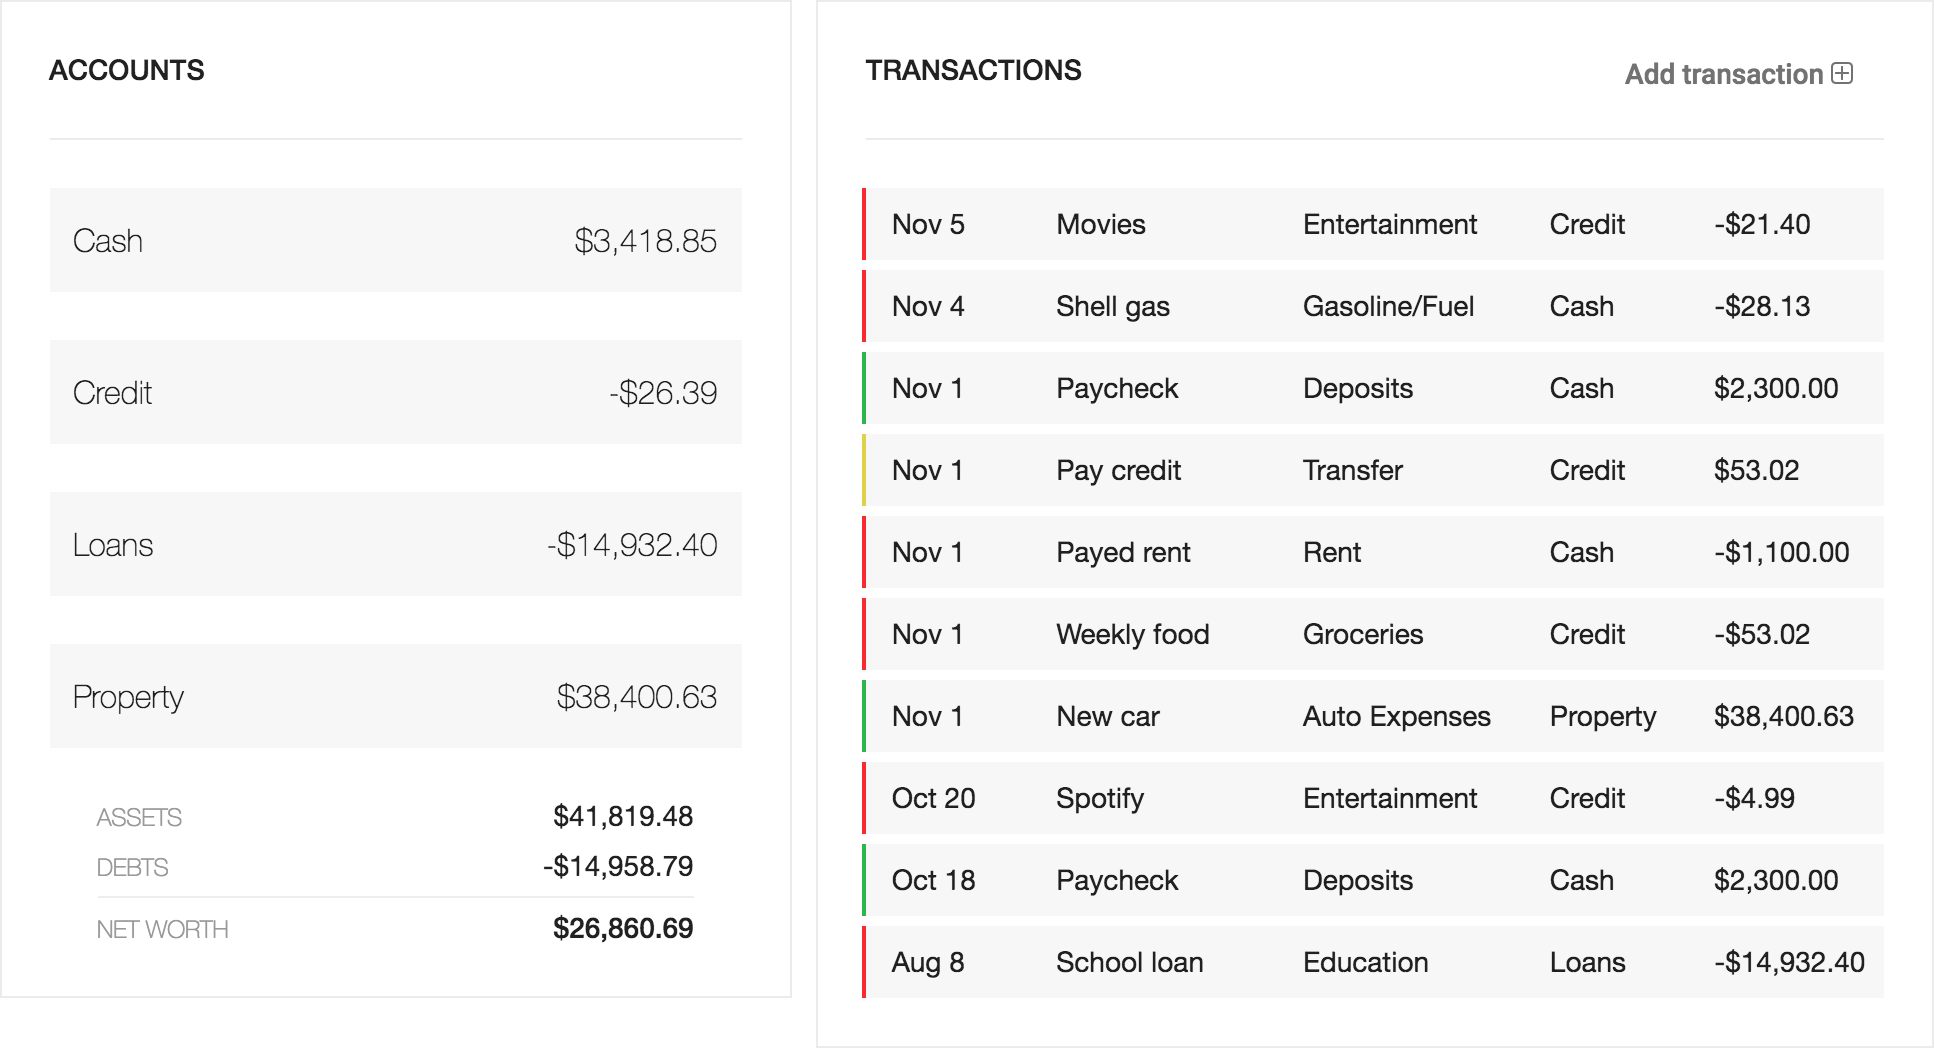 ACCOUNTS
Cash $3,418.85
Credit -$26.39
Loans -$14,932.40
Property $38,400.63
ASSETS $41,819.48
DEBTS -$14,958.79
NET WORTH $26,860.69
TRANSACTIONS Add transaction
Nov 5 Movies Entertainment Credit -$21.40
Nov 4 Shell gas Gasoline/Fuel Cash -$28.13
Nov 1 Paycheck Deposits Cash $2,300.00
Nov 1 Pay credit Transfer Credit $53.02
Nov 1 Payed rent Rent Cash -$1,100.00
Nov 1 Weekly food Groceries Credit -$53.02
Nov 1 New car Auto Expenses Property $38,400.63
Oct 20 Spotify Entertainment Credit -$4.99
Oct 18 Paycheck Deposits Cash $2,300.00
Aug 8 School loan Education Loans -$14,932.40